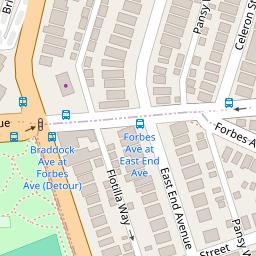 Bri
Pansy
Celeron St
ue
Forbes
Ave at
East End
Ave
Forbes A
Braddock
Ave at
Forbes
Ave (Detour)
Flotilla Way
East End Avenue
Pansy W
Street